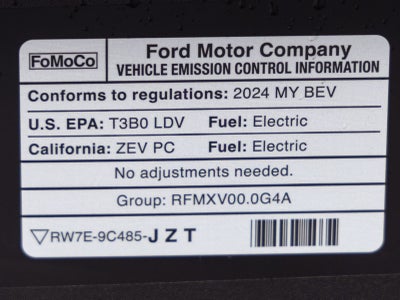 FoMoCo
Ford Motor Company
VEHICLE EMISSION CONTROL INFORMATION
Conforms to regulations: 2024 MY BEV
U.S. EPA: T3B0 LDV Fuel: Electric
California: ZEV PC Fuel: Electric
No adjustments needed.
Group: RFMXV00.0G4A
▽RW7E-9C485-JZT